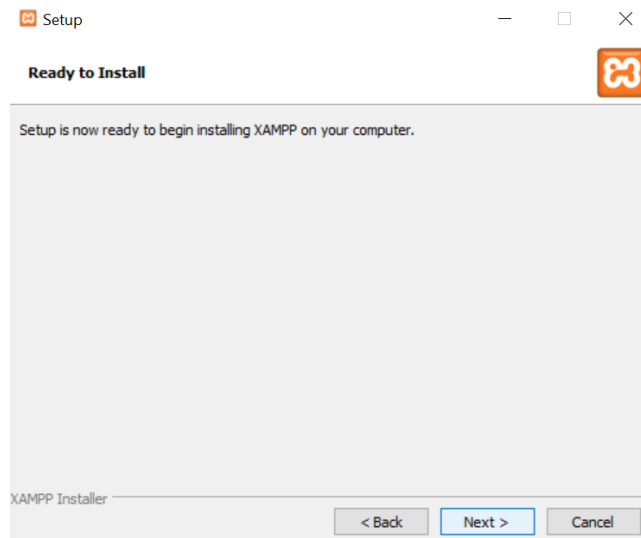 Setup
Ready to Install
Setup is now ready to begin installing XAMPP on your computer.
XAMPP Installer
< Back Next > Cancel